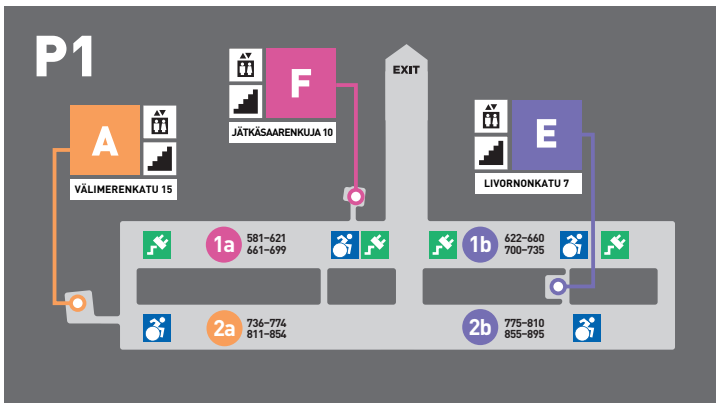 P1
EXIT
F
JÄTKÄSAARENKUJA 10
A
VÄLIMERENKATU 15
E
LIVORNONKATU 7
1a
581–621
661–699
1b
622–660
700–735
2a
736–774
811–854
2b
775–810
855–895